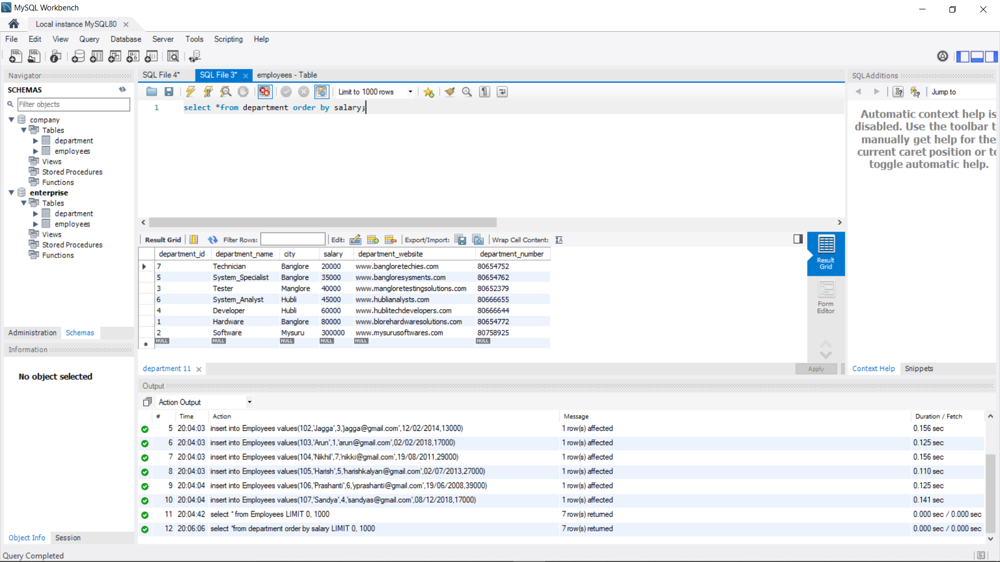 MySQL Workbench
Local instance MySQL80
File Edit View Query Database Server Tools Scripting Help
Navigator
SCHEMAS
Filter objects
company
Tables
department
employees
Views
Stored Procedures
Functions
enterprise
Tables
department
employees
Views
Stored Procedures
Functions
Administration Schemas
Information
No object selected
Object Info Session
SQL File 4* SQL File 3* employees - Table
Limit to 1000 rows
1 select *from department order by salary;
Result Grid Filter Rows: Edit: Export/Import: Wrap Cell Content:
department_id department_name city salary department_website department_number
7 Technician Banglore 20000 www.bangloretechies.com 80654752
5 System_Specialist Banglore 35000 www.bangloresysments.com 80654762
3 Tester Manglore 40000 www.mangloretestingsolutions.com 80652379
6 System_Analyst Hubli 45000 www.hublianalysts.com 80666655
4 Developer Hubli 60000 www.hublitechdevelopers.com 80666644
1 Hardware Banglore 80000 www.blorehardwaresolutions.com 80654772
2 Software Mysuru 300000 www.mysurusoftwares.com 80758925
NULL NULL NULL NULL NULL NULL
Result
Grid
Form
Editor
department 11
Apply
SQLAdditions
Jump to
Automatic context help is
disabled. Use the toolbar t
manually get help for the
current caret position or to
toggle automatic help.
Context Help Snippets
Output
Action Output
# Time Action Message Duration / Fetch
5 20:04:03 insert into Employees values(102,'Jagga',3,'jagga@gmail.com',12/02/2014,13000) 1 row(s) affected 0.156 sec
6 20:04:03 insert into Employees values(103,'Arun',1,'arun@gmail.com',02/02/2018,17000) 1 row(s) affected 0.125 sec
7 20:04:03 insert into Employees values(104,'Nikhil',7,'nikki@gmail.com',19/08/2011,29000) 1 row(s) affected 0.156 sec
8 20:04:03 insert into Employees values(105,'Harish',5,'harishkalyan@gmail.com',02/07/2013,27000) 1 row(s) affected 0.110 sec
9 20:04:04 insert into Employees values(106,'Prashanti',6,'yprashanti@gmail.com',19/06/2008,39000) 1 row(s) affected 0.125 sec
10 20:04:04 insert into Employees values(107,'Sandya',4,'sandyas@gmail.com',08/12/2018,17000) 1 row(s) affected 0.141 sec
11 20:04:42 select * from Employees LIMIT 0, 1000 7 row(s) returned 0.000 sec / 0.000 sec
12 20:06:06 select *from department order by salary LIMIT 0, 1000 7 row(s) returned 0.000 sec / 0.000 sec
Query Completed